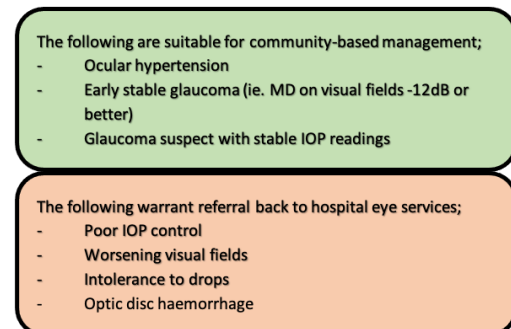 The following are suitable for community-based management;
- Ocular hypertension
- Early stable glaucoma (ie. MD on visual fields -12dB or
better)
- Glaucoma suspect with stable IOP readings
The following warrant referral back to hospital eye services;
- Poor IOP control
- Worsening visual fields
- Intolerance to drops
- Optic disc haemorrhage